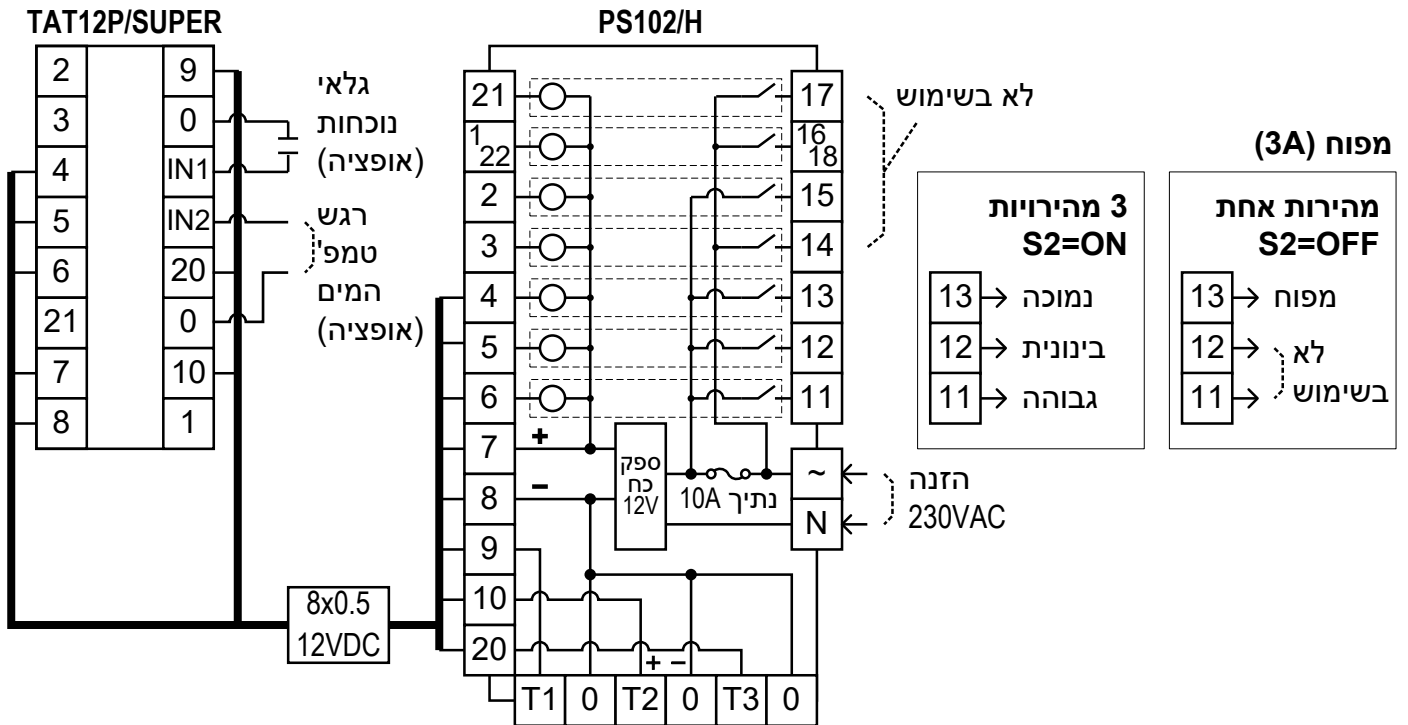 TAT12P/SUPER
2
3
4
5
6
21
7
8
9
0
IN1
IN2
20
0
10
1
גלאי
נוכחות
(אופציה)
רגש
טמפ'
המים
(אופציה)
8x0.5
12VDC
PS102/H
21
1
22
2
3
4
5
6
7
8
9
10
20
+
–
ספק
כח
12V
נתיך 10A
17
16
18
15
14
13
12
11
~
N
+ –
T1
0
T2
0
T3
0
לא בשימוש
הזנה
230VAC
מפוח (3A)
3 מהירויות
S2=ON
13 נמוכה
12 בינונית
11 גבוהה
מהירות אחת
S2=OFF
13 מפוח
12
11
לא
בשימוש